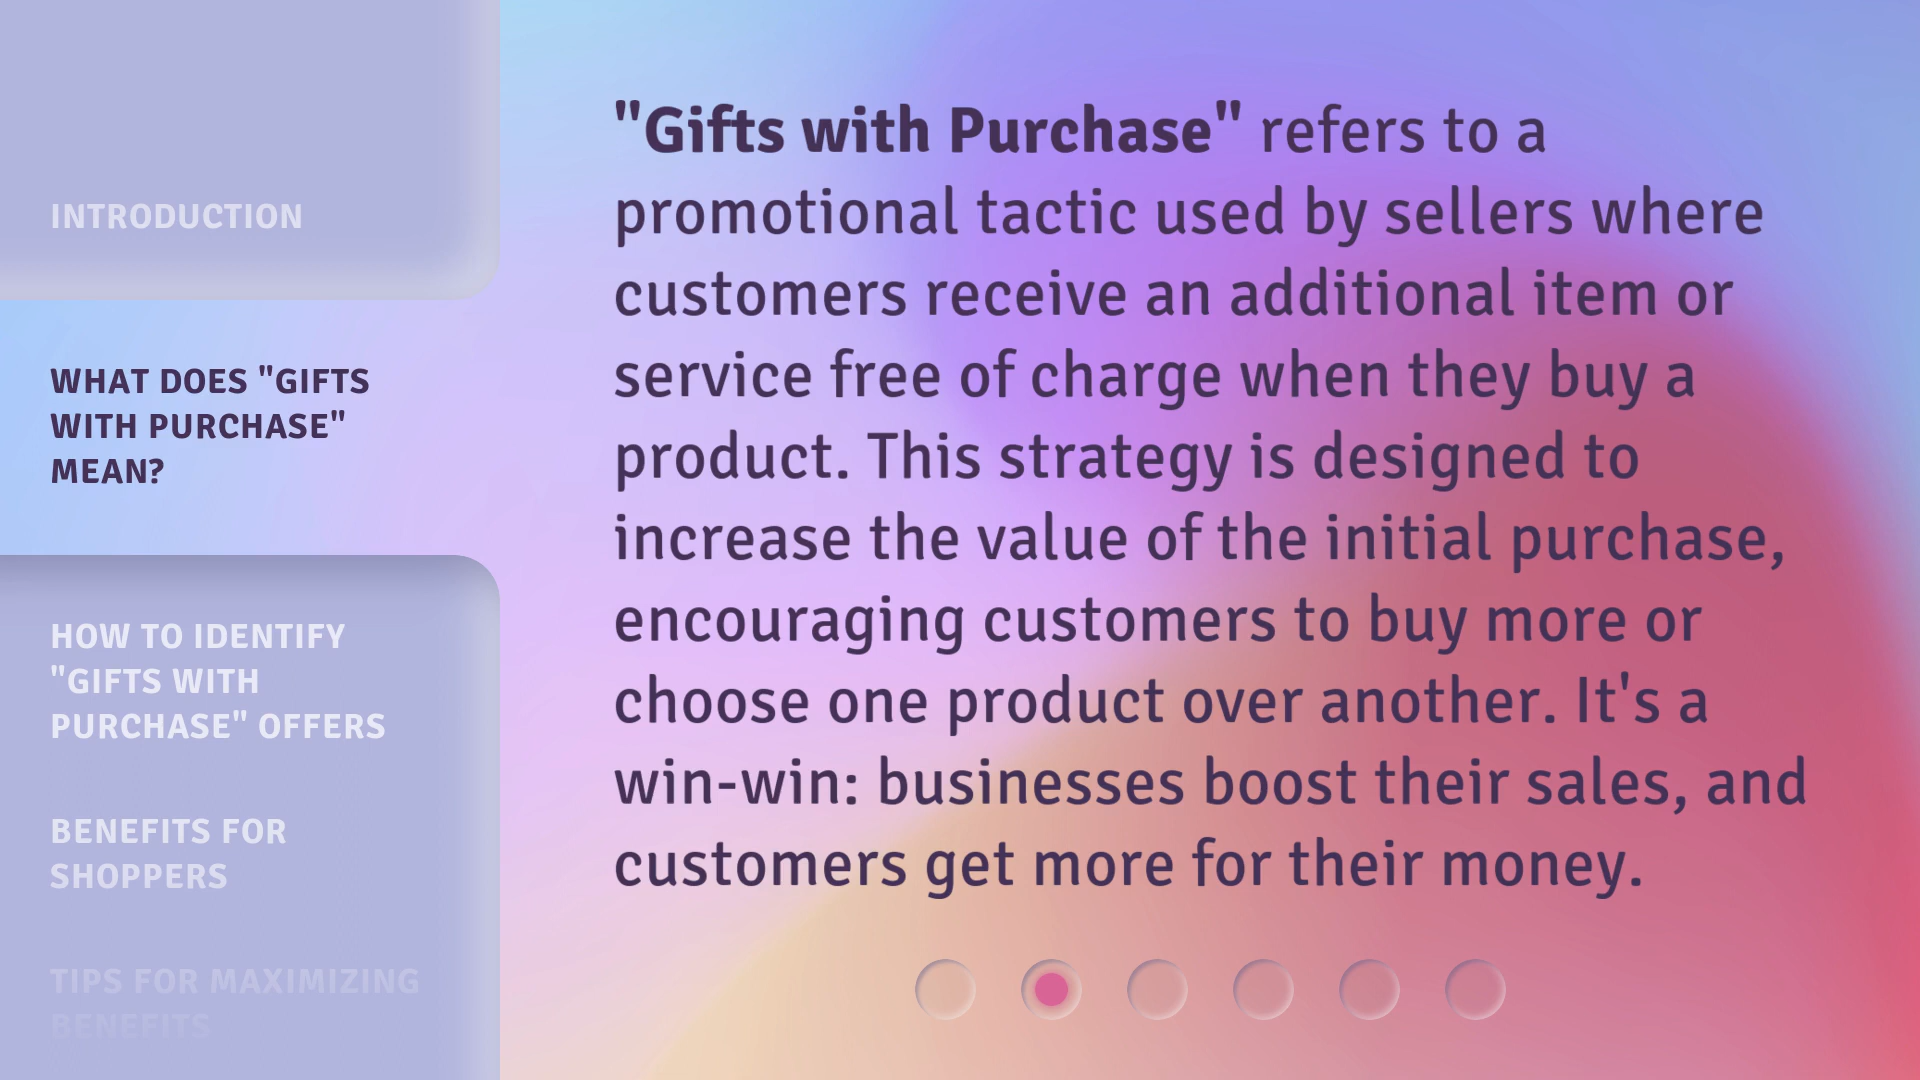 INTRODUCTION
WHAT DOES "GIFTS
WITH PURCHASE"
MEAN?
HOW TO IDENTIFY
"GIFTS WITH
PURCHASE" OFFERS
BENEFITS FOR
SHOPPERS
TIPS FOR MAXIMIZING
BENEFITS
"Gifts with Purchase" refers to a
promotional tactic used by sellers where
customers receive an additional item or
service free of charge when they buy a
product. This strategy is designed to
increase the value of the initial purchase,
encouraging customers to buy more or
choose one product over another. It's a
win-win: businesses boost their sales, and
customers get more for their money.